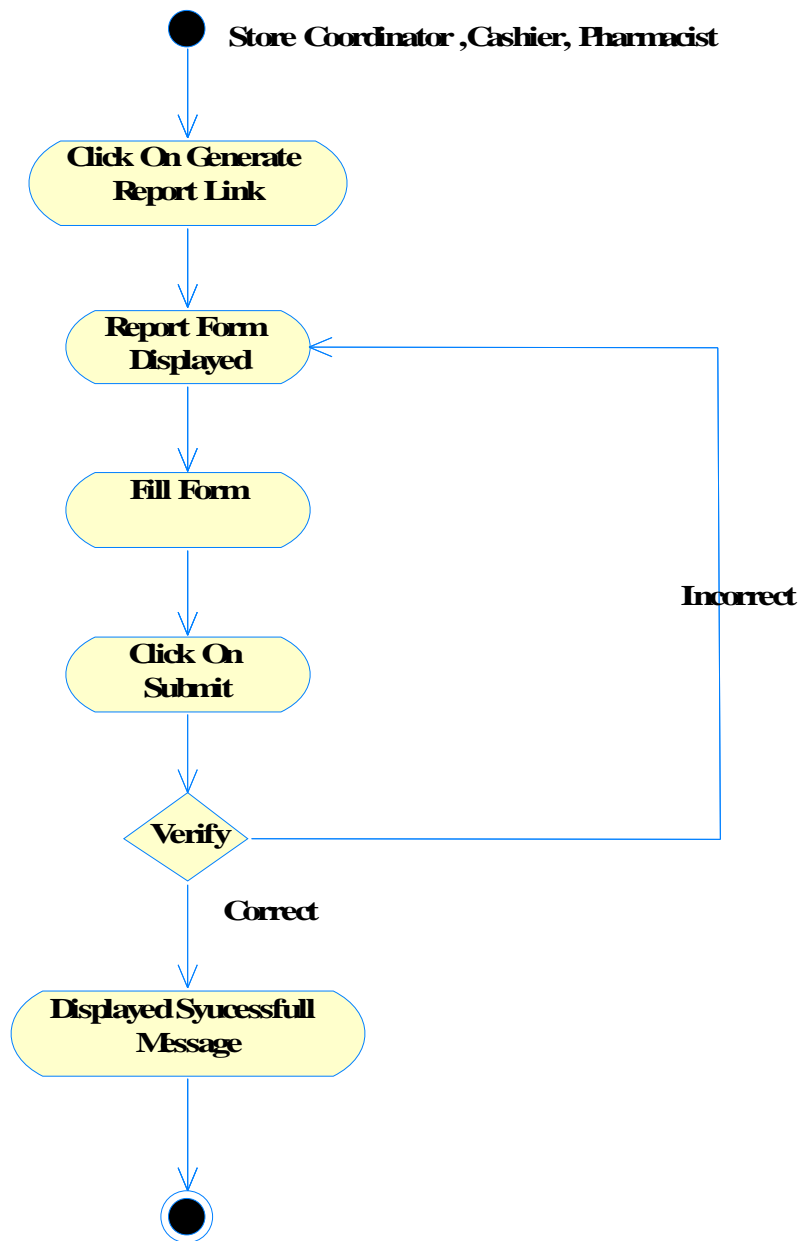 Store Coordinator ,Cashier, Pharmacist
Click On Generate
Report Link
Report Form
Displayed
Fill Form
Incorrect
Click On
Submit
Verify
Correct
Displayed Syucessfull
Message